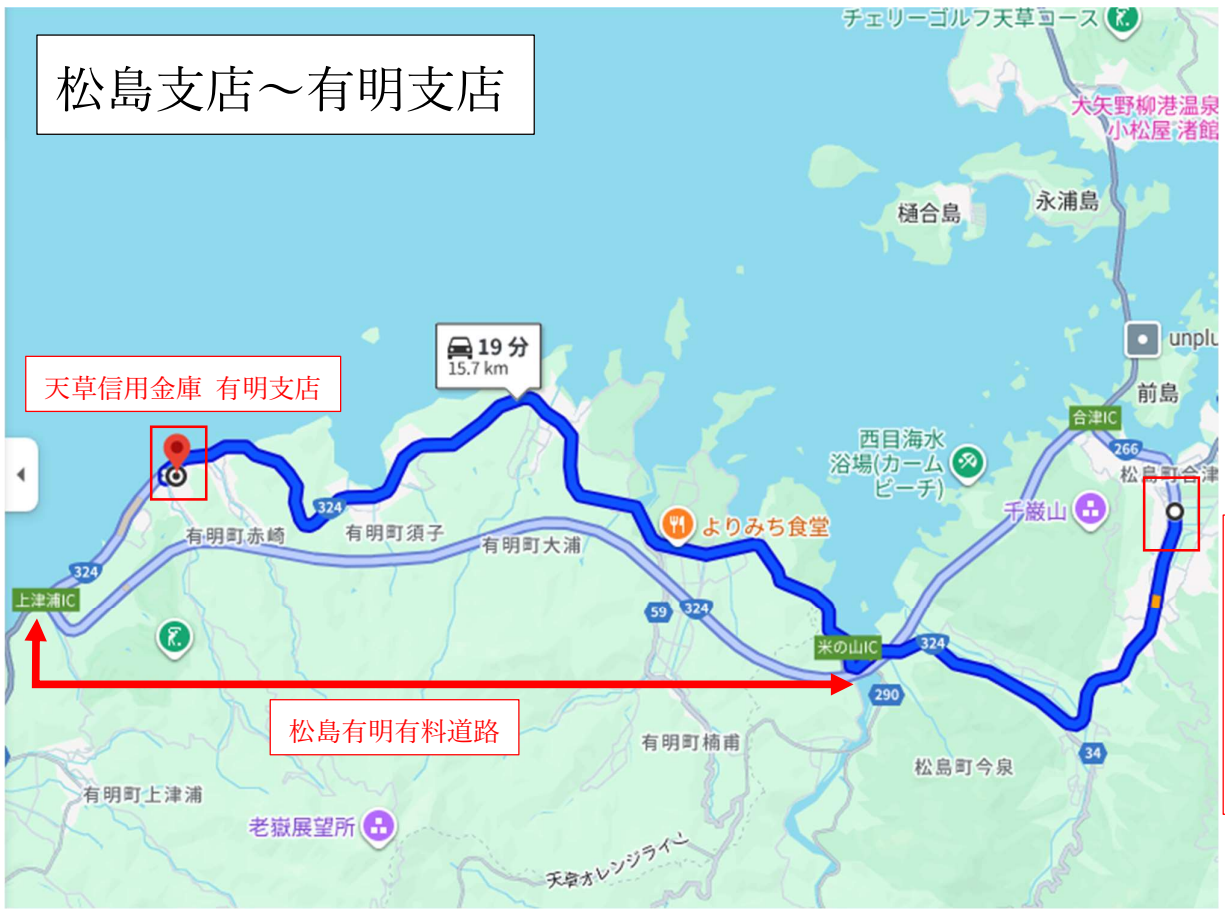 チェリーゴルフ天草コース
松島支店~有明支店
大矢野柳港温泉
小松屋 渚館
永浦島
樋合島
19 分
15.7 km
unplu
天草信用金庫 有明支店
前島
合津IC
266
西目海水
浴場(カーム
ビーチ)
松島町合津
千巌山
324
よりみち食堂
有明町赤崎
有明町須子
有明町大浦
324
上津浦IC
59
324
米の山IC
324
290
松島有明有料道路
有明町楠甫
34
松島町今泉
有明町上津浦
老嶽展望所
天草オレンジライン